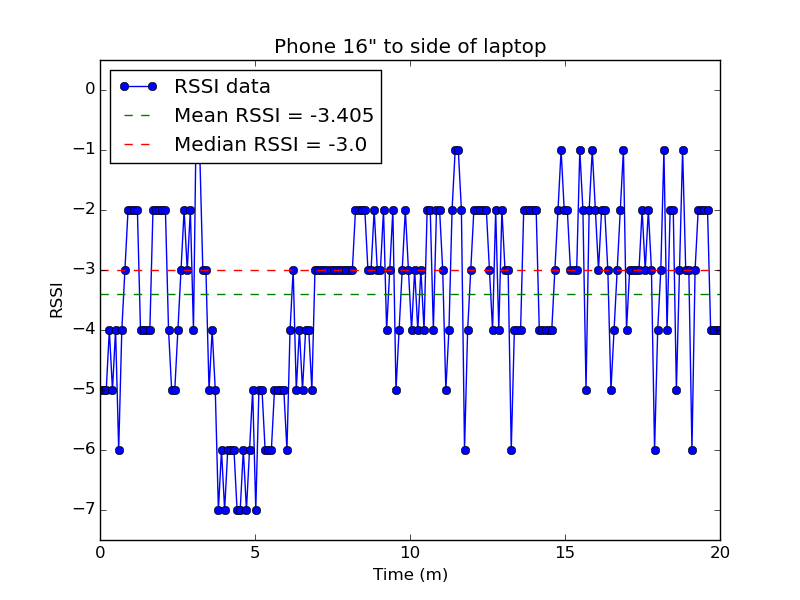 Phone 16" to side of laptop
RSSI data
Mean RSSI = -3.405
Median RSSI = -3.0
0
−1
−2
−3
−4
−5
−6
−7
RSSI
0 5 10 15 20
Time (m)